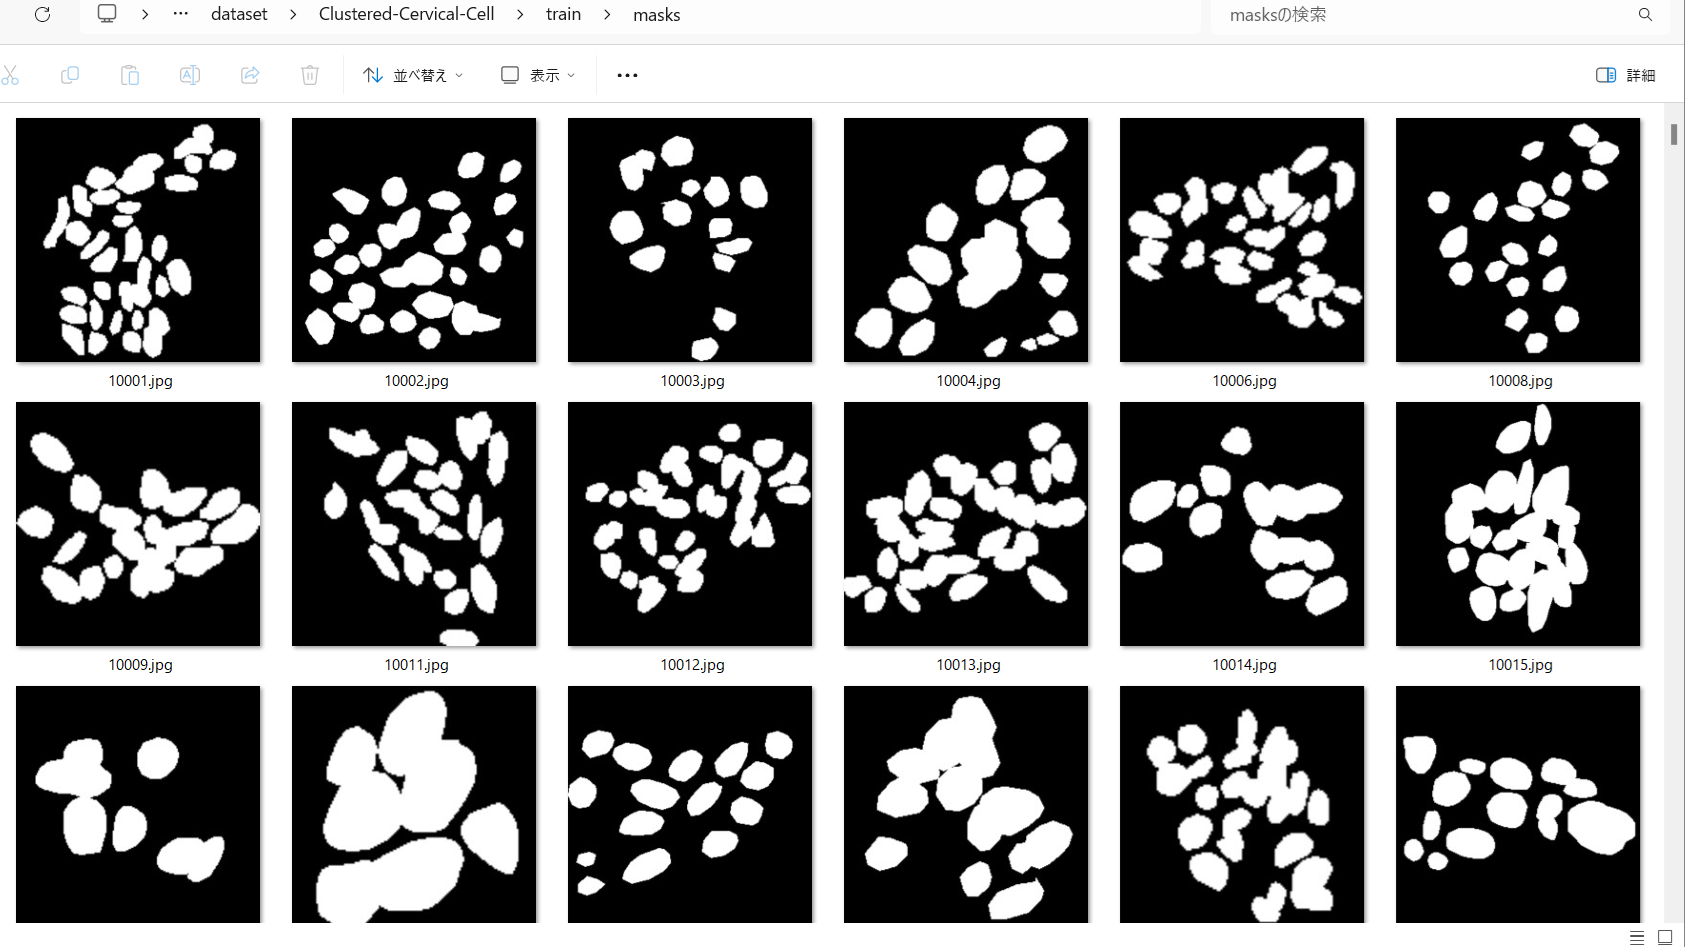 dataset Clustered-Cervical-Cell train masks masksの検索
並べ替え 表示 詳細
10001.jpg 10002.jpg 10003.jpg 10004.jpg 10006.jpg 10008.jpg
10009.jpg 10011.jpg 10012.jpg 10013.jpg 10014.jpg 10015.jpg